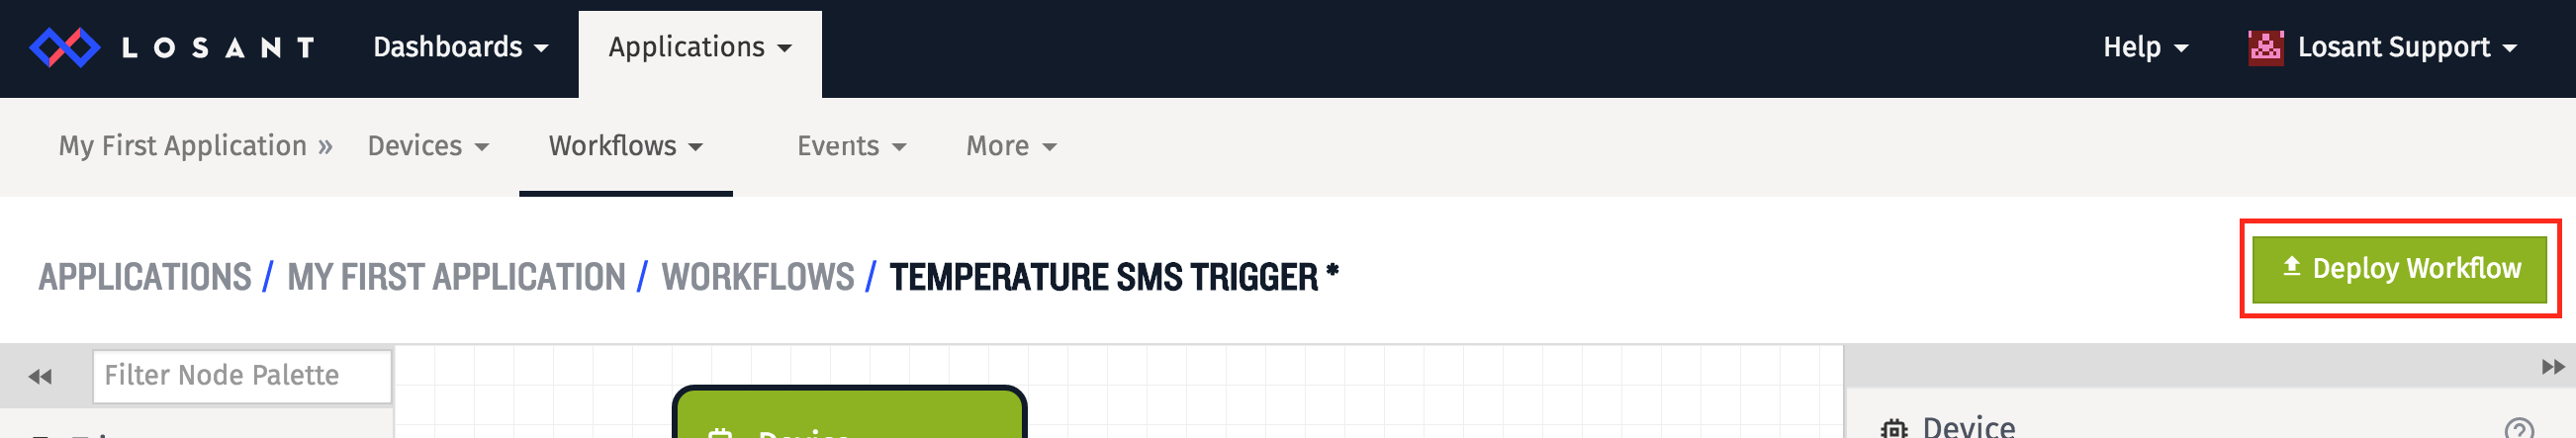 LOSANT Dashboards Applications Help Losant Support
My First Application » Devices Workflows Events More
APPLICATIONS / MY FIRST APPLICATION / WORKFLOWS / TEMPERATURE SMS TRIGGER *
Deploy Workflow
Filter Node Palette
Device
Device